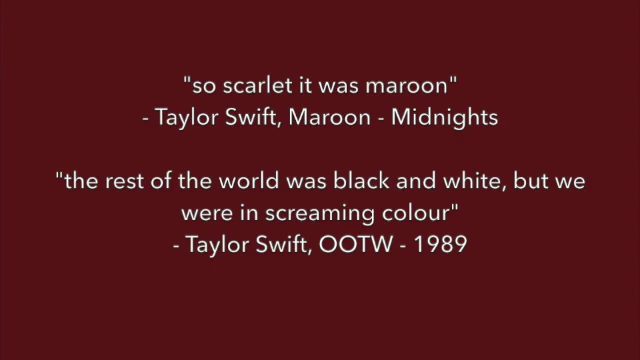 "so scarlet it was maroon"
- Taylor Swift, Maroon - Midnights
"the rest of the world was black and white, but we
were in screaming colour"
- Taylor Swift, OOTW - 1989